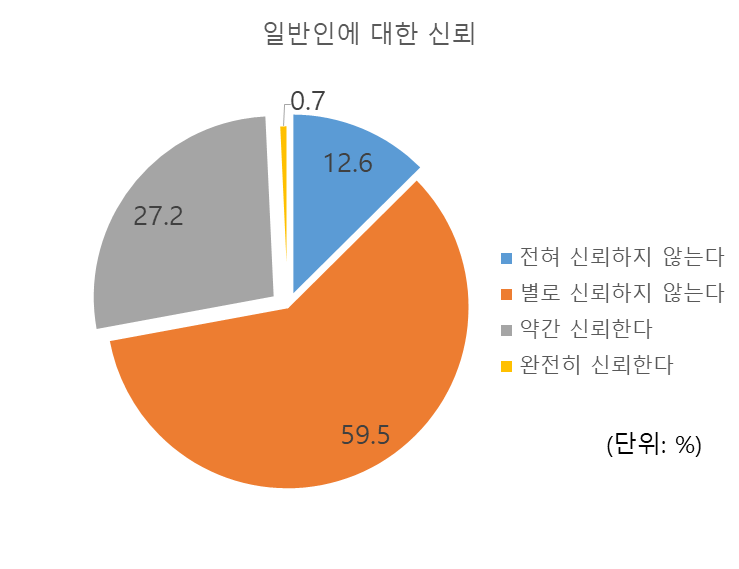 일반인에 대한 신뢰
0.7
12.6
27.2
59.5
전혀 신뢰하지 않는다
별로 신뢰하지 않는다
약간 신뢰한다
완전히 신뢰한다
(단위: %)